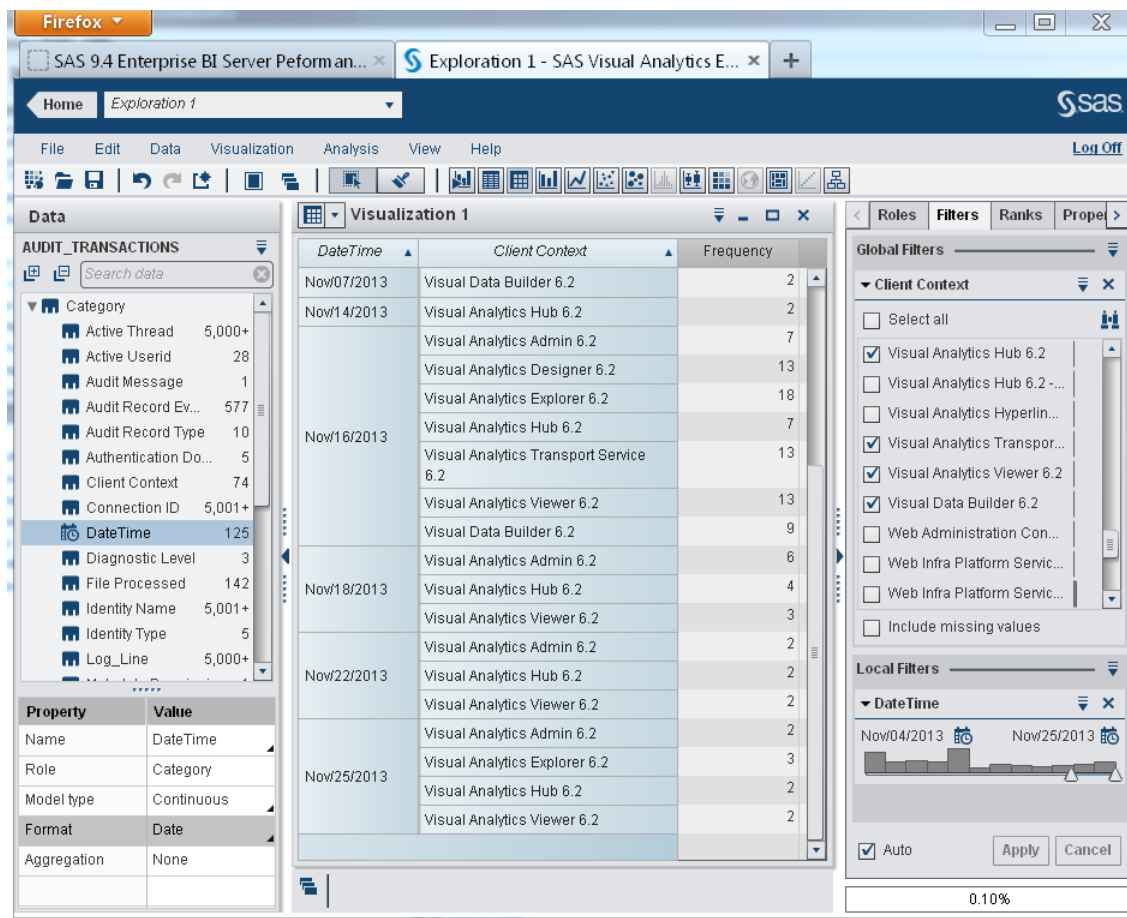 Firefox
SAS 9.4 Enterprise BI Server Peforman...
Exploration 1 - SAS Visual Analytics E...
Home
Exploration 1
sas
File Edit Data Visualization Analysis View Help
Log Off
Data
AUDIT_TRANSACTIONS
Search data
Category
Active Thread 5,000+
Active Userid 28
Audit Message 1
Audit Record Ev... 577
Audit Record Type 10
Authentication Do... 5
Client Context 74
Connection ID 5,001+
DateTime 125
Diagnostic Level 3
File Processed 142
Identity Name 5,001+
Identity Type 5
Log_Line 5,000+
Property Value
Name DateTime
Role Category
Model type Continuous
Format Date
Aggregation None
Visualization 1
DateTime Client Context Frequency
Nov/07/2013 Visual Data Builder 6.2 2
Nov/14/2013 Visual Analytics Hub 6.2 2
Nov/16/2013 Visual Analytics Admin 6.2 7
Visual Analytics Designer 6.2 13
Visual Analytics Explorer 6.2 18
Visual Analytics Hub 6.2 7
Visual Analytics Transport Service 13
6.2
Visual Analytics Viewer 6.2 13
Visual Data Builder 6.2 9
Nov/18/2013 Visual Analytics Admin 6.2 6
Visual Analytics Hub 6.2 4
Visual Analytics Viewer 6.2 3
Nov/22/2013 Visual Analytics Admin 6.2 2
Visual Analytics Hub 6.2 2
Visual Analytics Viewer 6.2 2
Nov/25/2013 Visual Analytics Admin 6.2 2
Visual Analytics Explorer 6.2 3
Visual Analytics Hub 6.2 2
Visual Analytics Viewer 6.2 2
Roles Filters Ranks Proper
Global Filters
Client Context
Select all
Visual Analytics Hub 6.2
Visual Analytics Hub 6.2 -...
Visual Analytics Hyperlin...
Visual Analytics Transpor...
Visual Analytics Viewer 6.2
Visual Data Builder 6.2
Web Administration Con...
Web Infra Platform Servic...
Web Infra Platform Servic...
Include missing values
Local Filters
DateTime
Nov/04/2013 Nov/25/2013
Auto Apply Cancel
0.10%